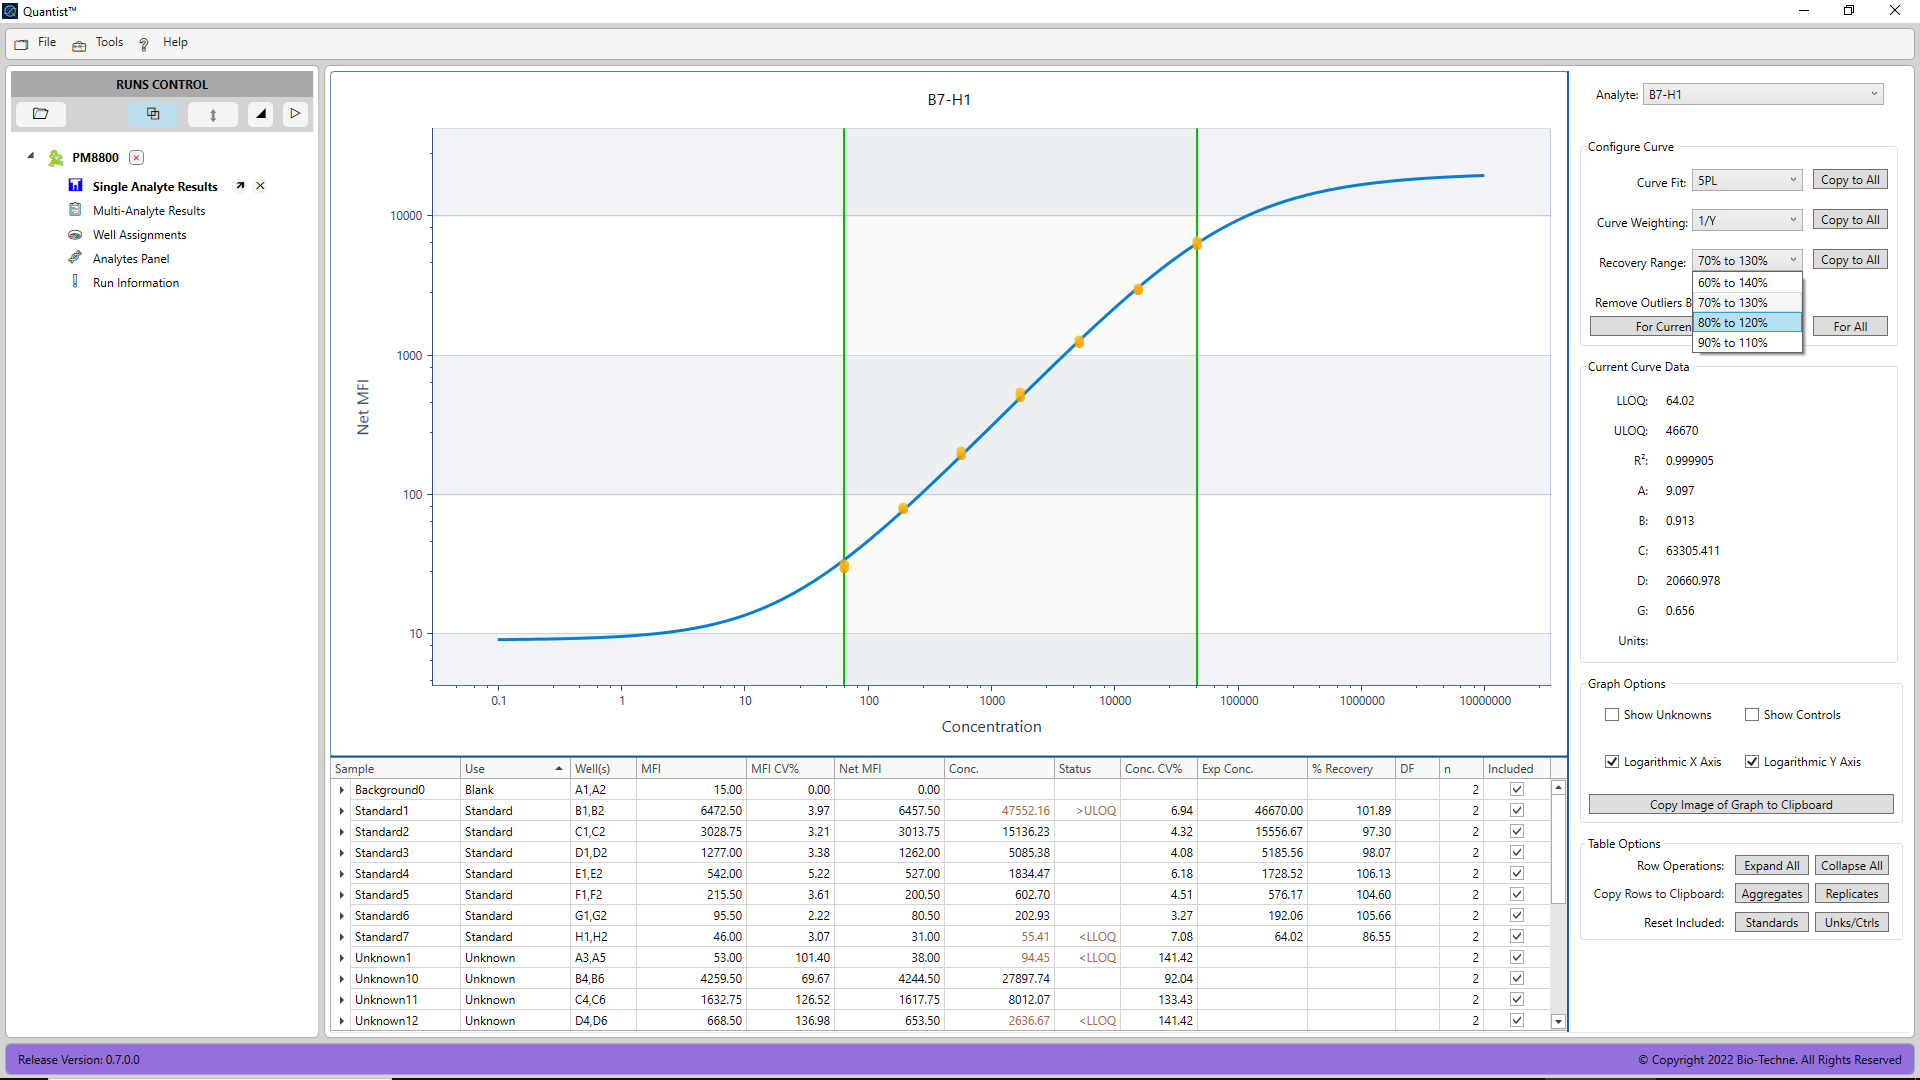 Quantist™
File Tools Help
RUNS CONTROL
PM8800
Single Analyte Results
Multi-Analyte Results
Well Assignments
Analytes Panel
Run Information
B7-H1
10000
1000
100
10
Net MFI
0.1 1 10 100 1000 10000 100000 1000000 10000000
Concentration
Sample Use Well(s) MFI MFI CV% Net MFI Conc. Status Conc. CV% Exp Conc. % Recovery DF n Included
Background0 Blank A1,A2 15.00 0.00 0.00 2
Standard1 Standard B1,B2 6472.50 3.97 6457.50 47552.16 >ULOQ 6.94 46670.00 101.89 2
Standard2 Standard C1,C2 3028.75 3.21 3013.75 15136.23 4.32 15556.67 97.30 2
Standard3 Standard D1,D2 1277.00 3.38 1262.00 5085.38 4.08 5185.56 98.07 2
Standard4 Standard E1,E2 542.00 5.22 527.00 1834.47 6.18 1728.52 106.13 2
Standard5 Standard F1,F2 215.50 3.61 200.50 602.70 4.51 576.17 104.60 2
Standard6 Standard G1,G2 95.50 2.22 80.50 202.93 3.27 192.06 105.66 2
Standard7 Standard H1,H2 46.00 3.07 31.00 55.41 <LLOQ 7.08 64.02 86.55 2
Unknown1 Unknown A3,A5 53.00 101.40 38.00 94.45 <LLOQ 141.42 2
Unknown10 Unknown B4,B6 4259.50 69.67 4244.50 27897.74 92.04 2
Unknown11 Unknown C4,C6 1632.75 126.52 1617.75 8012.07 133.43 2
Unknown12 Unknown D4,D6 668.50 136.98 653.50 2636.67 <LLOQ 141.42 2
Analyte: B7-H1
Configure Curve
Curve Fit: 5PL Copy to All
Curve Weighting: 1/Y Copy to All
Recovery Range: 70% to 130% Copy to All
60% to 140%
Remove Outliers B 70% to 130%
For Curren 80% to 120% For All
90% to 110%
Current Curve Data
LLOQ: 64.02
ULOQ: 46670
R²: 0.999905
A: 9.097
B: 0.913
C: 63305.411
D: 20660.978
G: 0.656
Units:
Graph Options
Show Unknowns Show Controls
Logarithmic X Axis Logarithmic Y Axis
Copy Image of Graph to Clipboard
Table Options
Row Operations: Expand All Collapse All
Copy Rows to Clipboard: Aggregates Replicates
Reset Included: Standards Unks/Ctrls
Release Version: 0.7.0.0
© Copyright 2022 Bio-Techne. All Rights Reserved